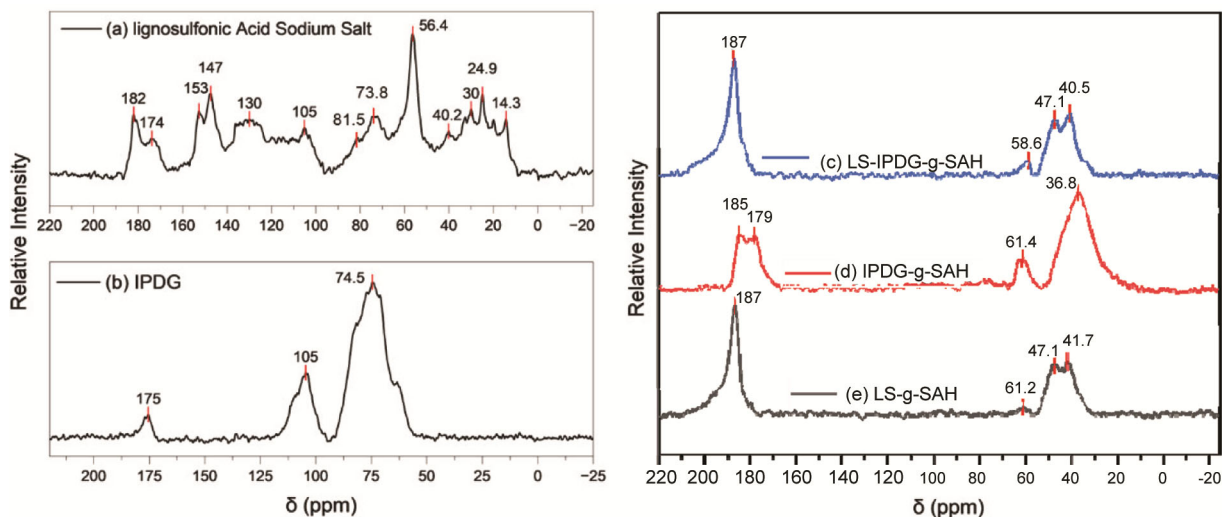 Relative Intensity
(a) lignosulfonic Acid Sodium Salt
182
174
153
147
130
105
81.5
73.8
56.4
40.2
30
24.9
14.3
220 200 180 160 140 120 100 80 60 40 20 0 -20
(b) IPDG
175
105
74.5
200 175 150 125 100 75 50 25 0 -25
δ (ppm)
Relative Intensity
187
58.6
47.1
40.5
(c) LS-IPDG-g-SAH
185
179
61.4
36.8
(d) IPDG-g-SAH
187
61.2
47.1
41.7
(e) LS-g-SAH
220 200 180 160 140 120 100 80 60 40 20 0 -20
δ (ppm)